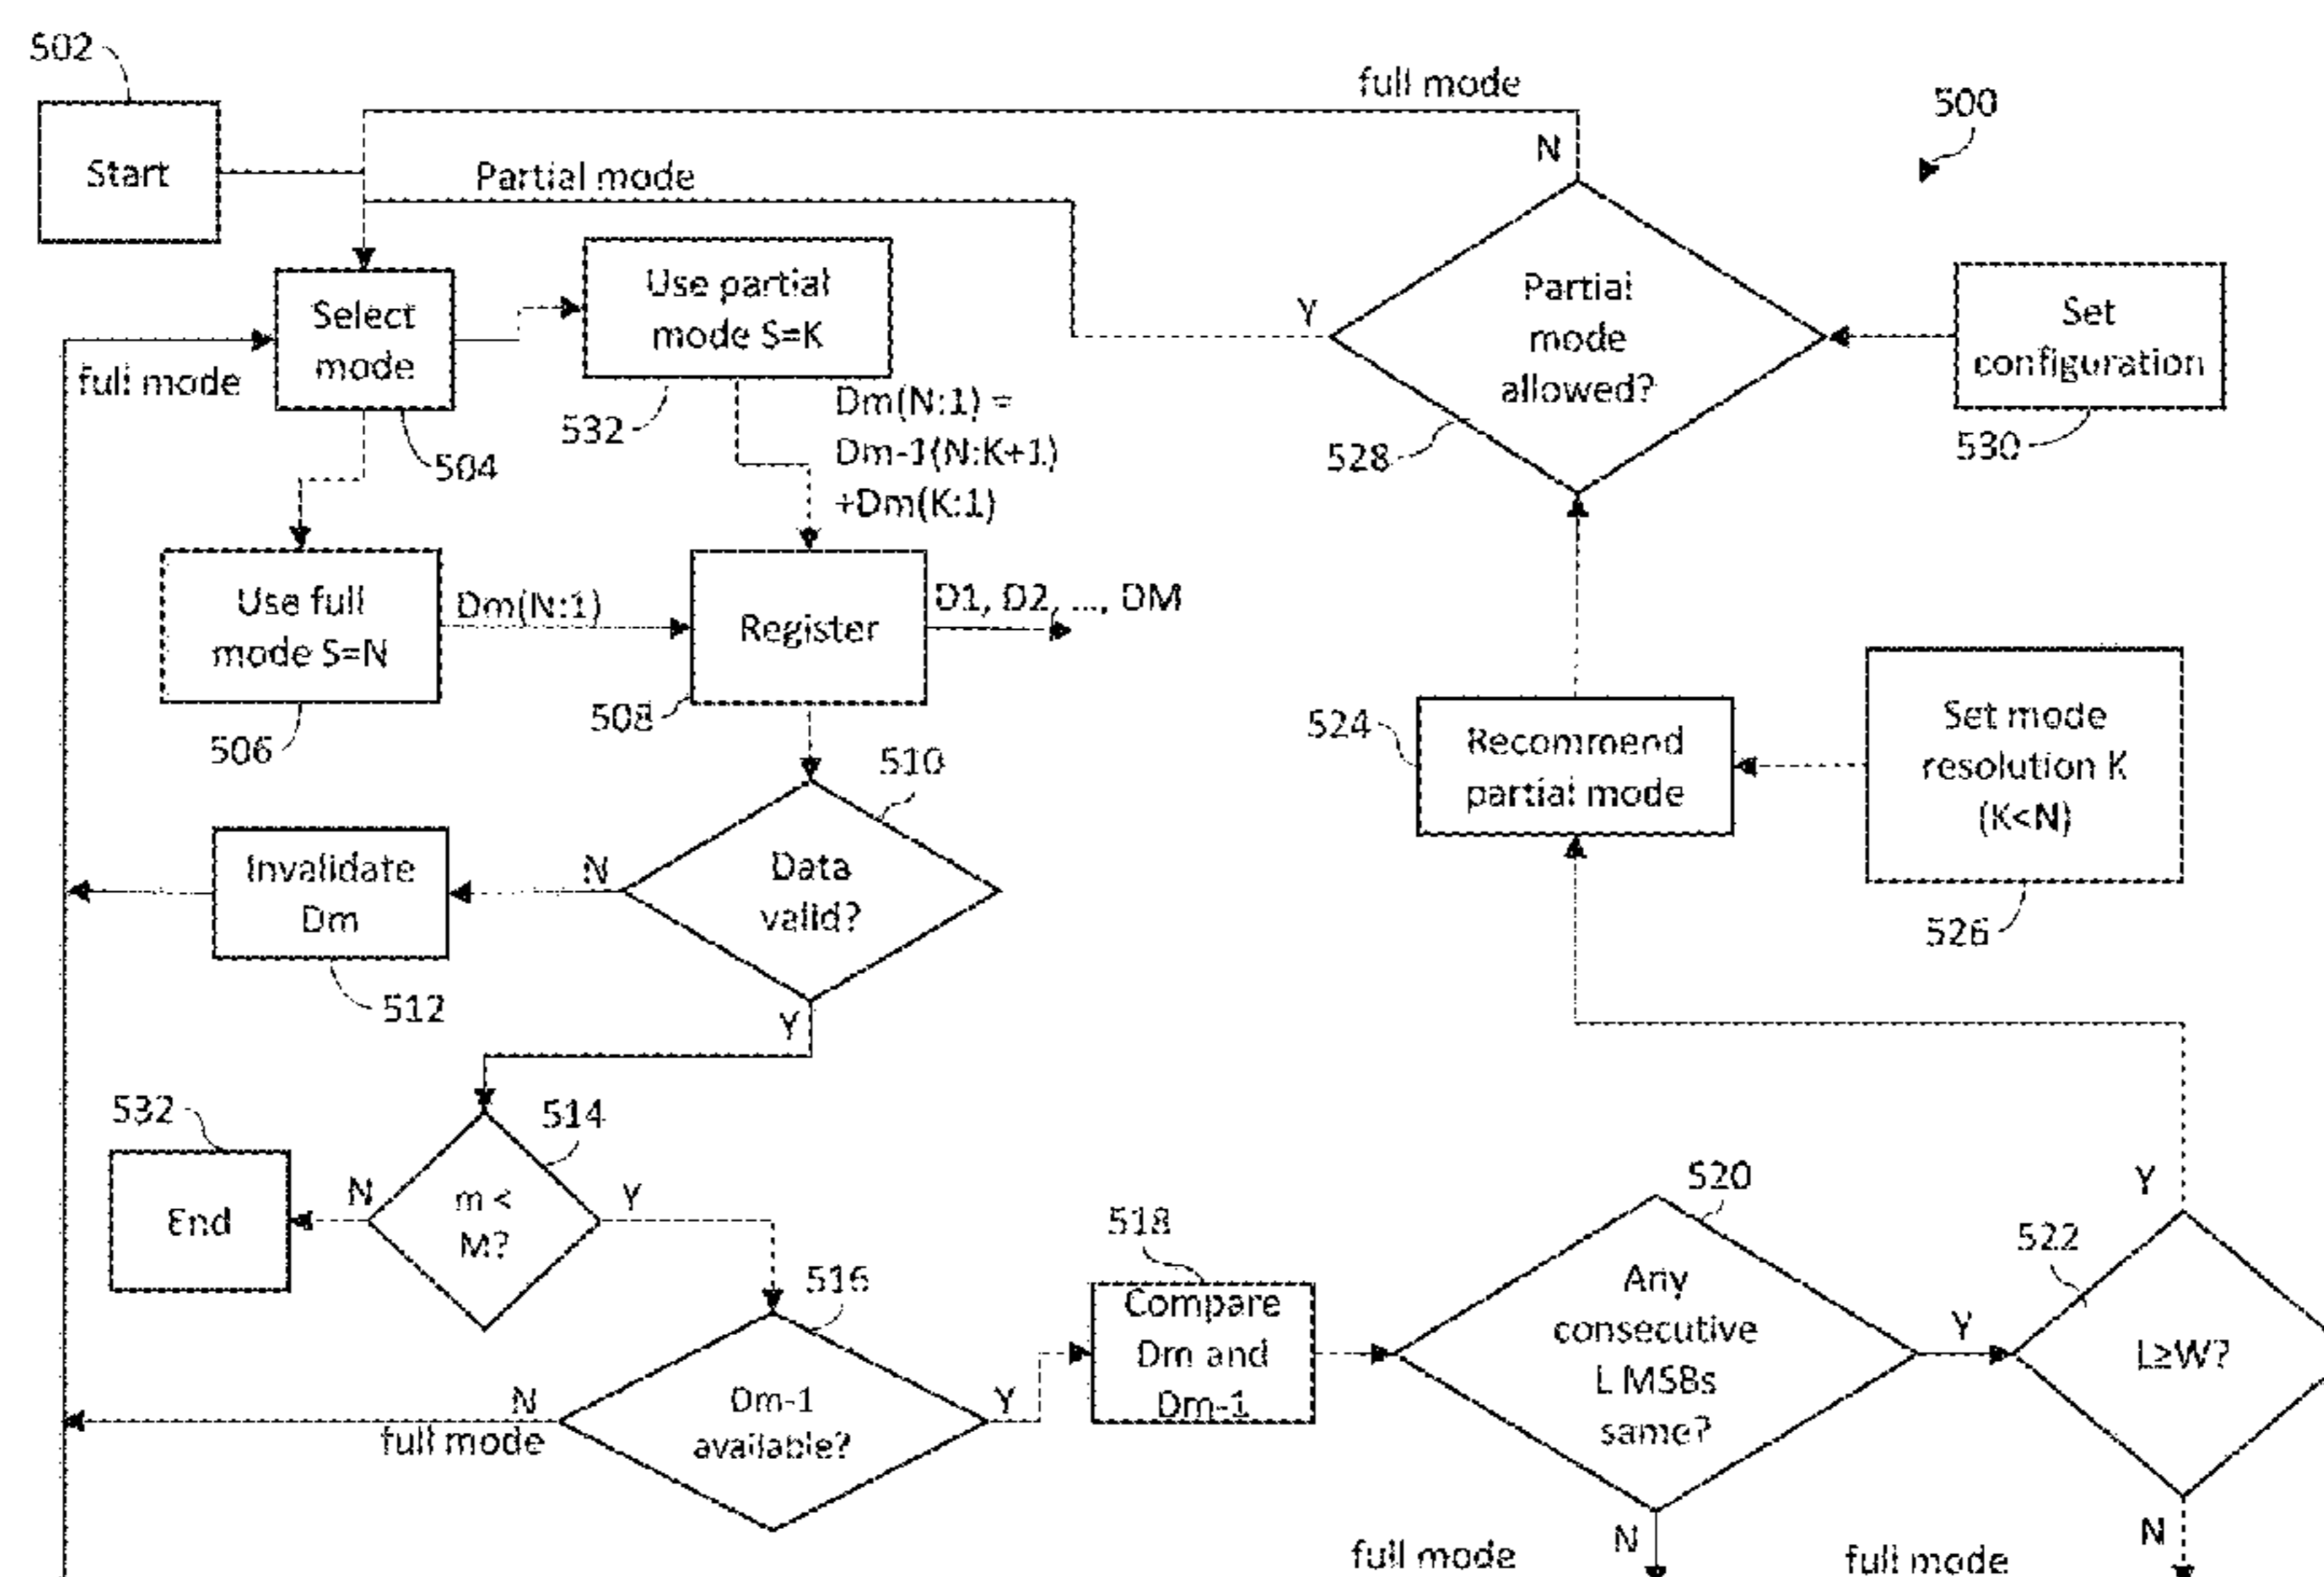 502
Start
full mode
Partial mode
N
500
Select
mode
504
full mode
Use partial
mode S=K
532
Dm(N:1) =
Dm-1(N:K+1)
+Dm(K:1)
Y
Partial
mode
allowed?
528
Set
configuration
530
Use full
mode S=N
506
Dm(N:1)
Register
508
D1, D2, ..., DM
524
Recommend
partial mode
Set mode
resolution K
(K<N)
526
510
Data
valid?
N
Y
Invalidate
Dm
512
532
End
N
514
m <
M?
Y
516
Dm-1
available?
N
full mode
Y
518
Compare
Dm and
Dm-1
520
Any
consecutive
L MSBs
same?
Y
N
full mode
522
L≥W?
Y
N
full mode